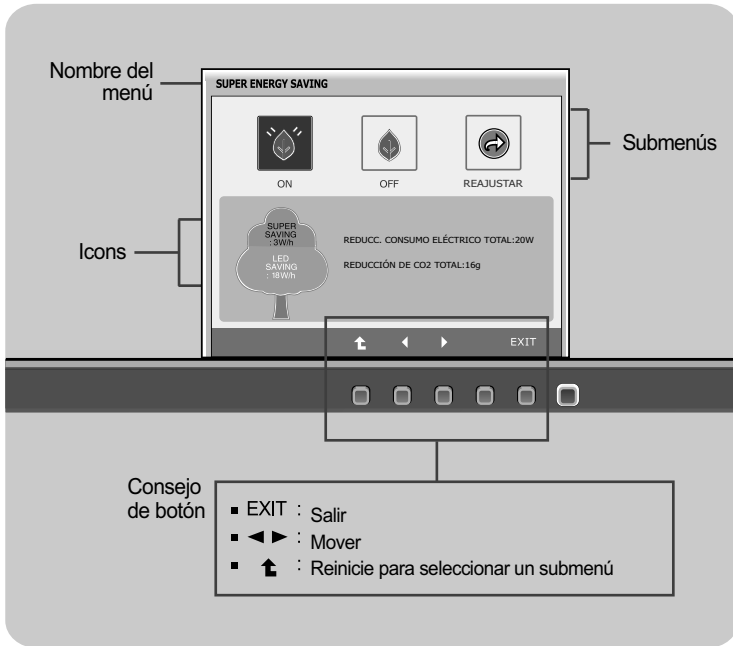 Nombre del
menú
SUPER ENERGY SAVING
ON
OFF
REAJUSTAR
Submenús
Icons
SUPER
SAVING
: 3W/h
LED
SAVING
: 18W/h
REDUCC. CONSUMO ELÉCTRICO TOTAL:20W
REDUCCIÓN DE CO2 TOTAL:16g
EXIT
Consejo
de botón
EXIT : Salir
: Mover
: Reinicie para seleccionar un submenú